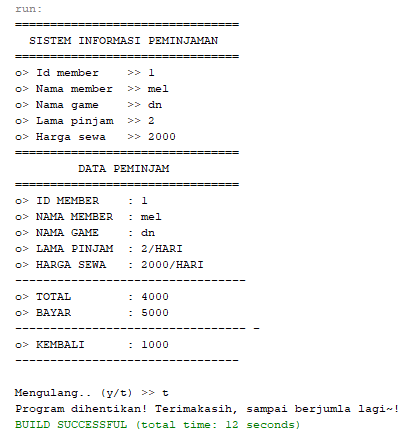 run:
================================
  SISTEM INFORMASI PEMINJAMAN
================================
o> Id member    >> 1
o> Nama member  >> mel
o> Nama game    >> dn
o> Lama pinjam  >> 2
o> Harga sewa   >> 2000
================================
         DATA PEMINJAM
================================
o> ID MEMBER    : 1
o> NAMA MEMBER  : mel
o> NAMA GAME    : dn
o> LAMA PINJAM  : 2/HARI
o> HARGA SEWA   : 2000/HARI
---------------------------------
o> TOTAL        : 4000
o> BAYAR        : 5000
--------------------------------- -
o> KEMBALI      : 1000
--------------------------------
Mengulang.. (y/t) >> t
Program dihentikan! Terimakasih, sampai berjumla lagi~!
BUILD SUCCESSFUL (total time: 12 seconds)